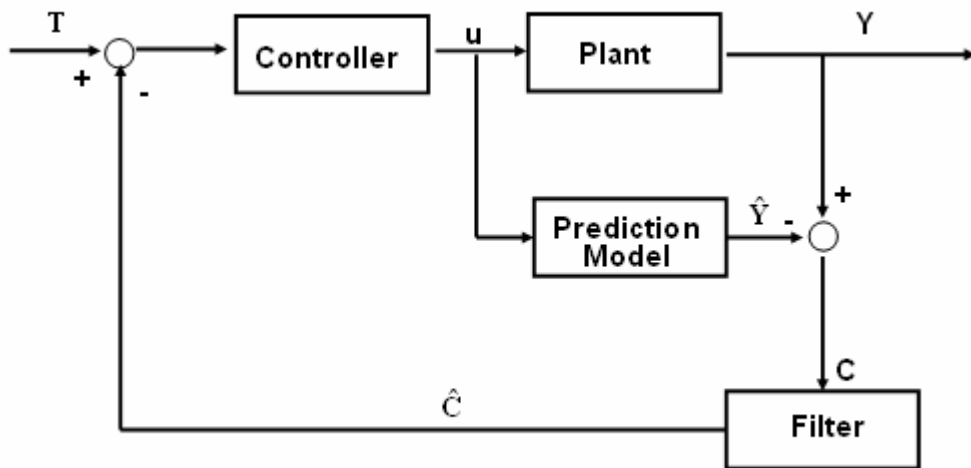 T
+
-
Controller
u
Plant
Y
Prediction
Model
Ŷ
-
+
C
Filter
Ĉ